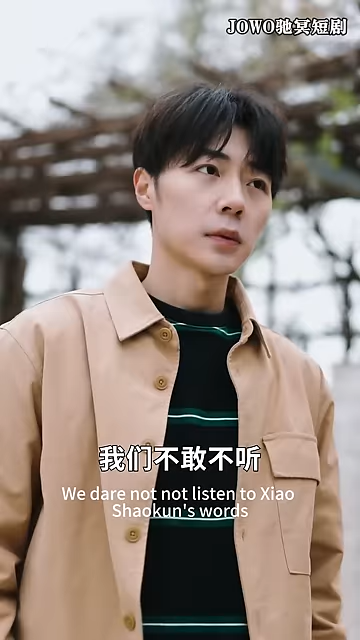 JOWO驰冥短剧
我们不敢不听
We dare not not listen to Xiao
Shaokun's words